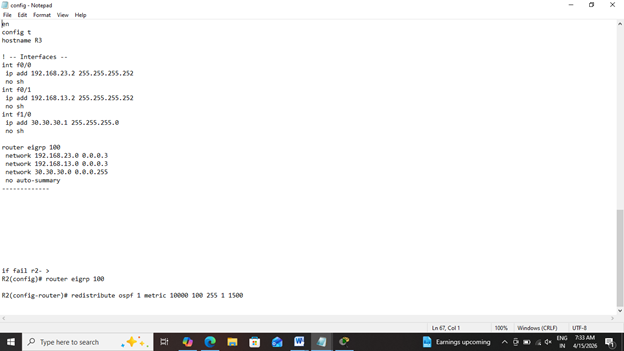 config - Notepad
File Edit Format View Help
en
config t
hostname R3
! -- Interfaces --
int f0/0
ip add 192.168.23.2 255.255.255.252
no sh
int f0/1
ip add 192.168.13.2 255.255.255.252
no sh
int f1/0
ip add 30.30.30.1 255.255.255.0
no sh
router eigrp 100
network 192.168.23.0 0.0.0.3
network 192.168.13.0 0.0.0.3
network 30.30.30.0 0.0.0.255
no auto-summary
-------------
if fail r2- >
R2(config)# router eigrp 100
R2(config-router)# redistribute ospf 1 metric 10000 100 255 1 1500
Ln 67, Col 1 100% Windows (CRLF) UTF-8
Type here to search
Earnings upcoming
ENG
IN
7:33 AM
4/15/2026